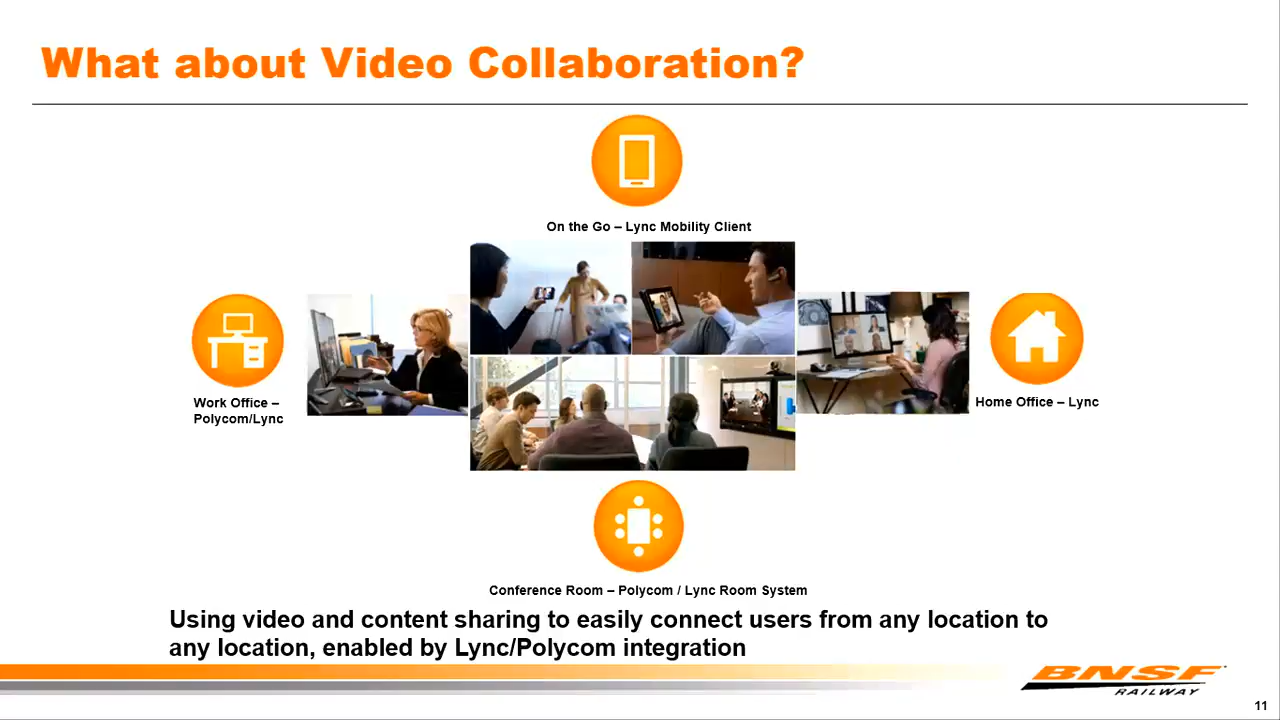 What about Video Collaboration?
On the Go – Lync Mobility Client
Work Office –
Polycom/Lync
Home Office – Lync
Conference Room – Polycom / Lync Room System
Using video and content sharing to easily connect users from any location to
any location, enabled by Lync/Polycom integration
BNSF
RAILWAY
11